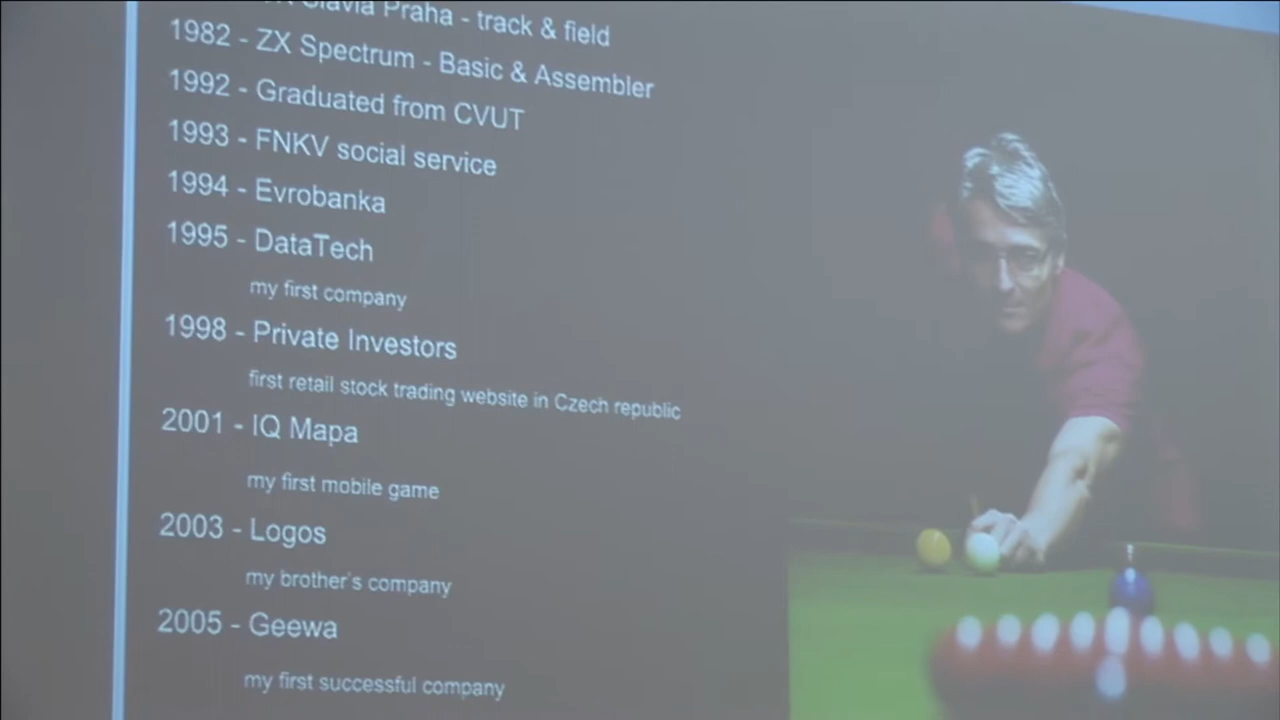 Slavia Praha - track & field
1982 - ZX Spectrum - Basic & Assembler
1992 - Graduated from CVUT
1993 - FNKV social service
1994 - Evrobanka
1995 - DataTech
my first company
1998 - Private Investors
first retail stock trading website in Czech republic
2001 - IQ Mapa
my first mobile game
2003 - Logos
my brother's company
2005 - Geewa
my first successful company